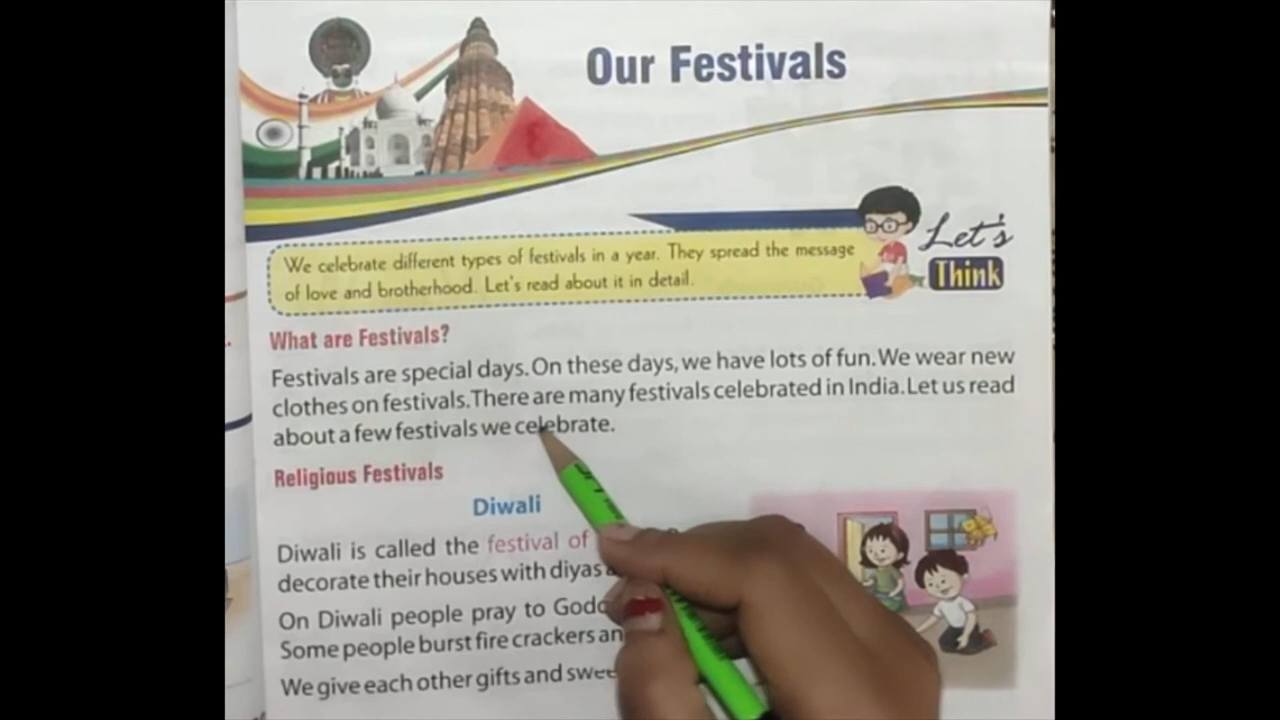 Our Festivals
We celebrate different types of festivals in a year. They spread the message
of love and brotherhood. Let's read about it in detail.
Let's
Think
What are Festivals?
Festivals are special days. On these days, we have lots of fun. We wear new
clothes on festivals. There are many festivals celebrated in India. Let us read
about a few festivals we celebrate.
Religious Festivals
Diwali
Diwali is called the festival of
decorate their houses with diyas
On Diwali people pray to
Some people burst fire crackers
We give each other gifts and